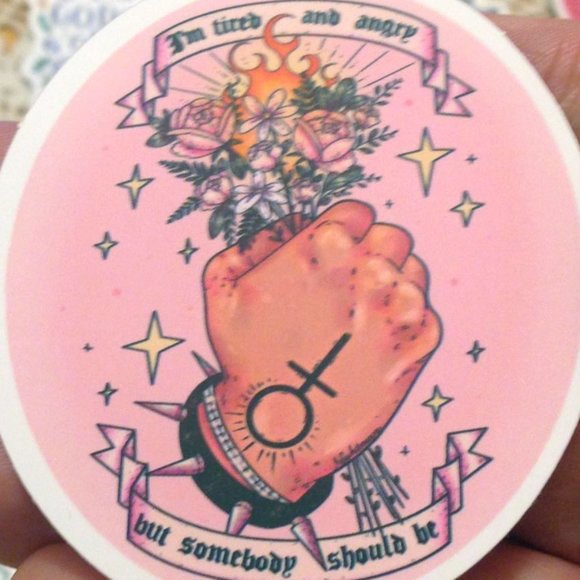 I'm tired and angry
but somebody should be